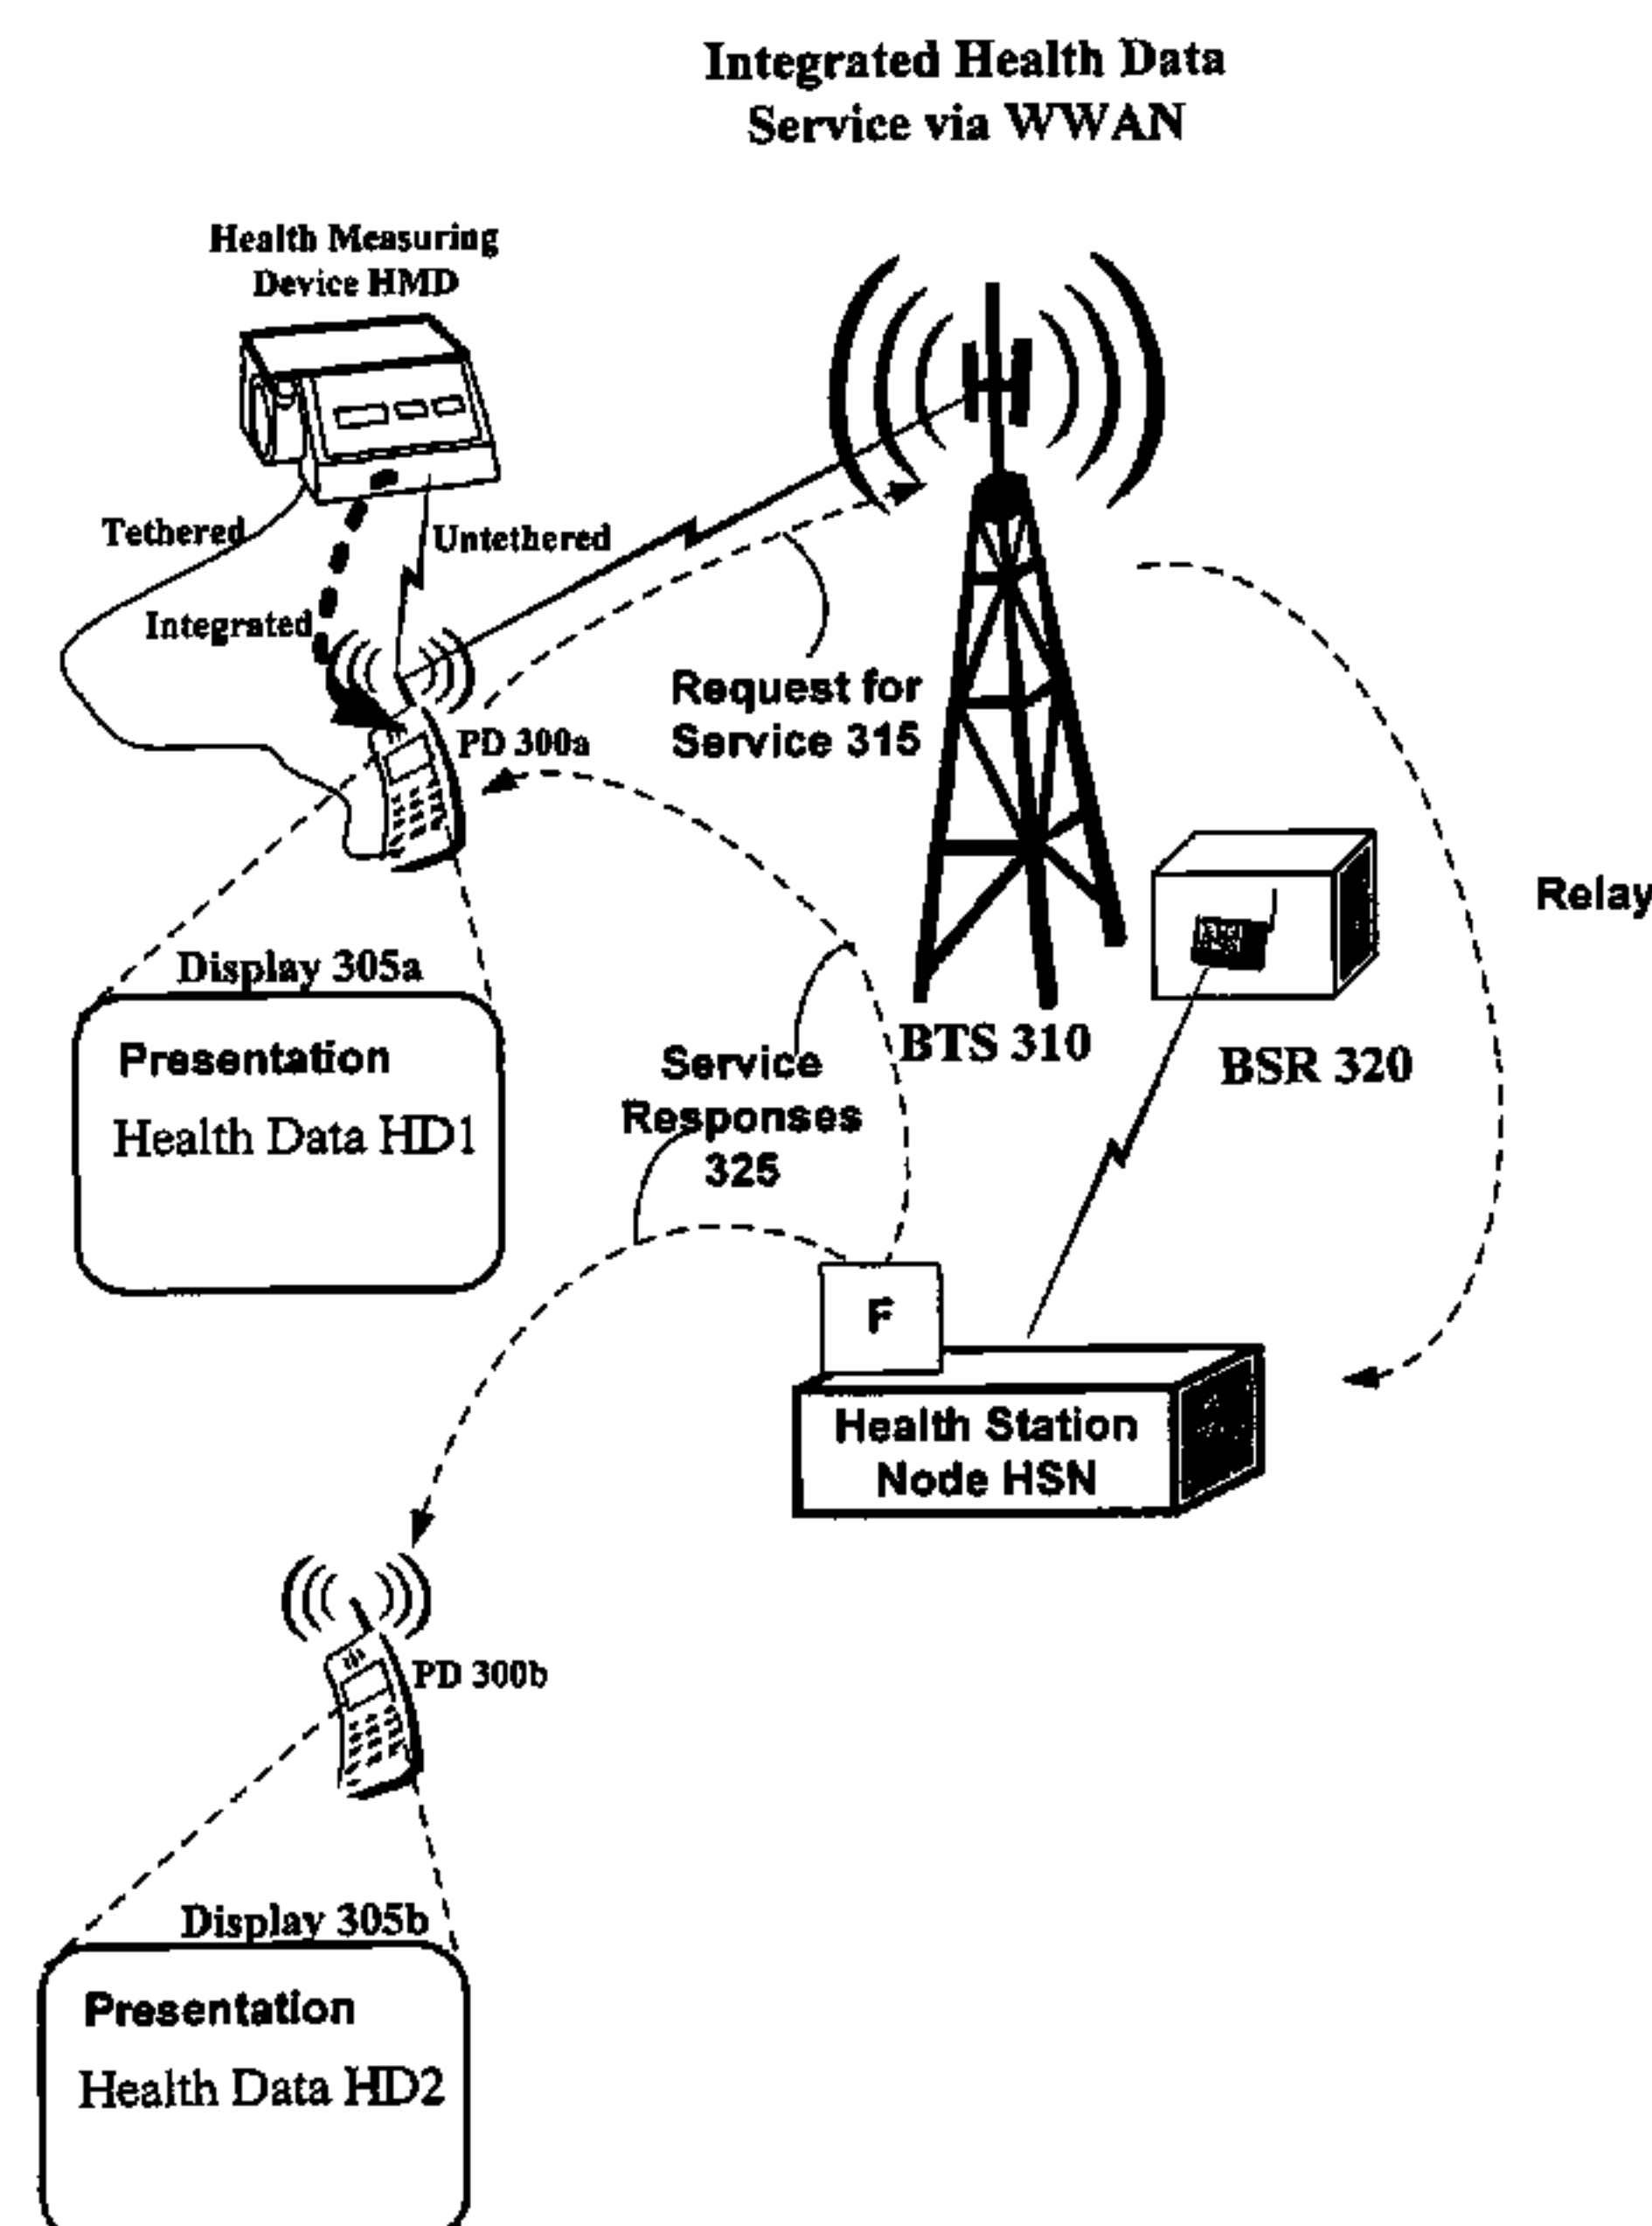 Integrated Health Data
Service via WWAN
Health Measuring
Device HMD
Tethered
Untethered
Integrated
Request for
Service 315
PD 300a
Relay
Display 305a
Presentation
Health Data HD1
Service
Responses
325
BTS 310
BSR 320
F
Health Station
Node HSN
PD 300b
Display 305b
Presentation
Health Data HD2